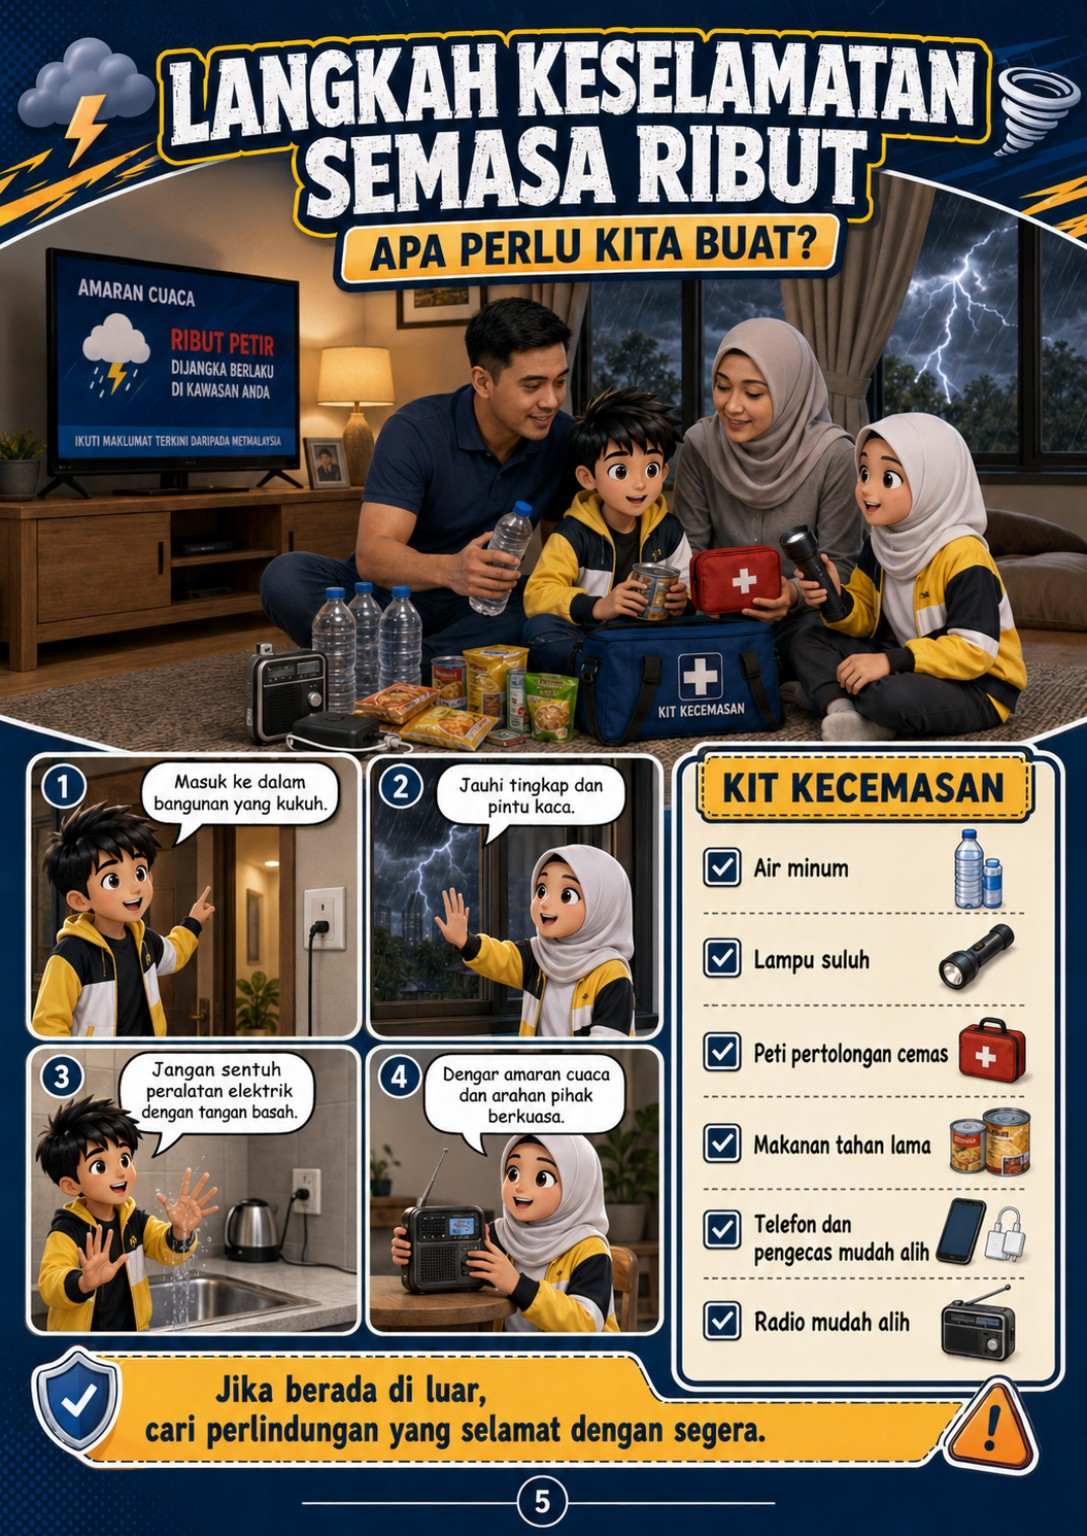 LANGKAH KESELAMATAN
SEMASA RIBUT
APA PERLU KITA BUAT?
AMARAN CUACA
RIBUT PETIR
DIJANGKA BERLAKU
DI KAWASAN ANDA
IKUTI MAKLUMAT TERKINI DARIPADA METMALAYSIA
KIT KECEMASAN
1
Masuk ke dalam
bangunan yang kukuh.
2
Jauhi tingkap dan
pintu kaca.
3
Jangan sentuh
peralatan elektrik
dengan tangan basah.
4
Dengar amaran cuaca
dan arahan pihak
berkuasa.
KIT KECEMASAN
Air minum
Lampu suluh
Peti pertolongan cemas
Makanan tahan lama
Telefon dan
pengecas mudah alih
Radio mudah alih
Jika berada di luar,
cari perlindungan yang selamat dengan segera.
5